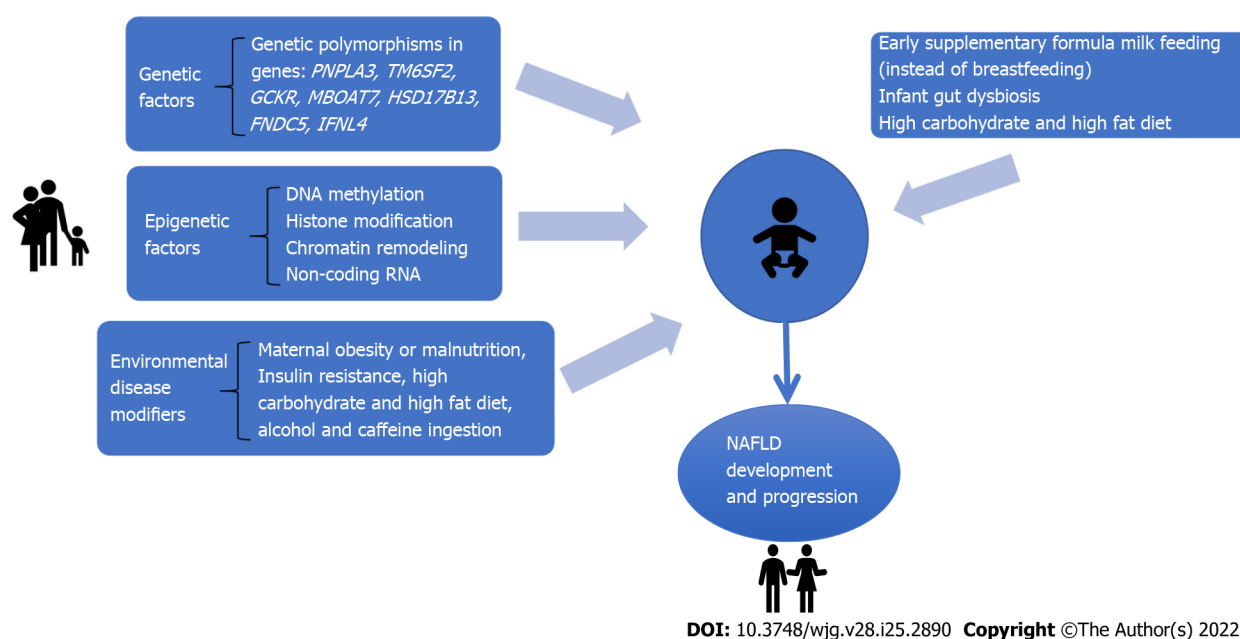 Genetic
factors
Genetic polymorphisms in
genes: PNPLA3, TM6SF2,
GCKR, MBOAT7, HSD17B13,
FNDC5, IFNL4
Epigenetic
factors
DNA methylation
Histone modification
Chromatin remodeling
Non-coding RNA
Environmental
disease
modifiers
Maternal obesity or malnutrition,
Insulin resistance, high
carbohydrate and high fat diet,
alcohol and caffeine ingestion
Early supplementary formula milk feeding
(instead of breastfeeding)
Infant gut dysbiosis
High carbohydrate and high fat diet
NAFLD
development
and progression
DOI: 10.3748/wjg.v28.i25.2890 Copyright ©The Author(s) 2022